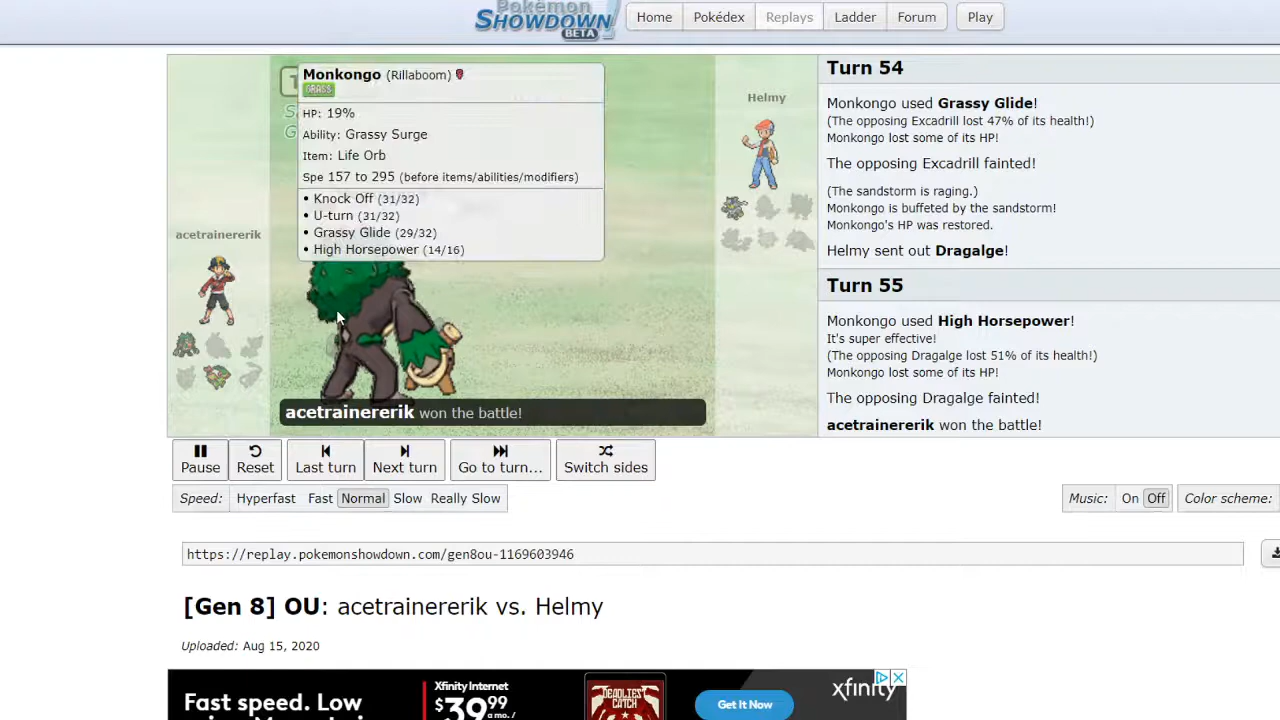 Pokémon
SHOWDOWN
BETA
Home
Pokédex
Replays
Ladder
Forum
Play
Monkongo (Rillaboom)
GRASS
HP: 19%
Ability: Grassy Surge
Item: Life Orb
Spe 157 to 295 (before items/abilities/modifiers)
• Knock Off (31/32)
• U-turn (31/32)
• Grassy Glide (29/32)
• High Horsepower (14/16)
acetrainererik
Helmy
acetrainererik won the battle!
Turn 54
Monkongo used Grassy Glide!
(The opposing Excadrill lost 47% of its health!)
Monkongo lost some of its HP!
The opposing Excadrill fainted!
(The sandstorm is raging.)
Monkongo is buffeted by the sandstorm!
Monkongo's HP was restored.
Helmy sent out Dragalge!
Turn 55
Monkongo used High Horsepower!
It's super effective!
(The opposing Dragalge lost 51% of its health!)
Monkongo lost some of its HP!
The opposing Dragalge fainted!
acetrainererik won the battle!
Pause
Reset
Last turn
Next turn
Go to turn...
Switch sides
Speed: Hyperfast Fast Normal Slow Really Slow
Music: On Off
Color scheme:
https://replay.pokemonshowdown.com/gen8ou-1169603946
[Gen 8] OU: acetrainererik vs. Helmy
Uploaded: Aug 15, 2020
Fast speed. Low
Xfinity Internet
$39.99
a mo./
DEADLIEST
CATCH
Get It Now
xfinity